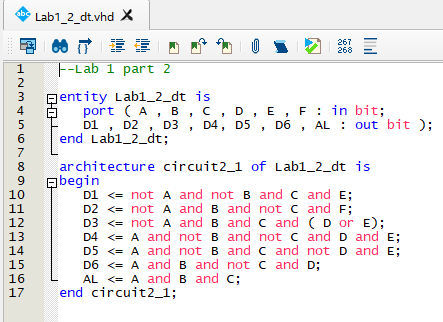 Lab1_2_dt.vhd
267
268
1 --Lab 1 part 2
2
3 entity Lab1_2_dt is
4 port ( A , B , C , D , E , F : in bit;
5 D1 , D2 , D3 , D4, D5 , D6 , AL : out bit );
6 end Lab1_2_dt;
7
8 architecture circuit2_1 of Lab1_2_dt is
9 begin
10 D1 <= not A and not B and C and E;
11 D2 <= not A and B and not C and F;
12 D3 <= not A and B and C and ( D or E);
13 D4 <= A and not B and not C and D and E;
14 D5 <= A and not B and C and not D and E;
15 D6 <= A and B and not C and D;
16 AL <= A and B and C;
17 end circuit2_1;